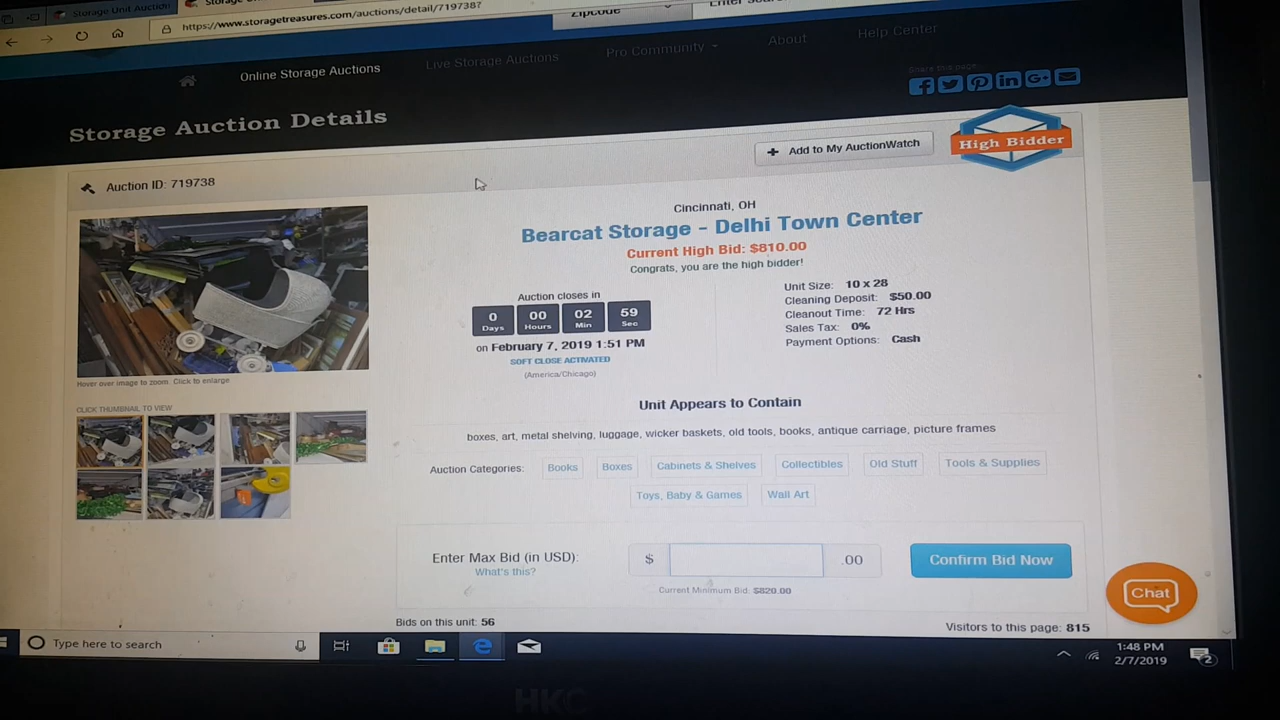 Storage Unit Auction
https://www.storagetreasures.com/auctions/detail/719738?
Zipcode
Online Storage Auctions
Live Storage Auctions
Pro Community
About
Help Center
Share this page:
Storage Auction Details
Add to My AuctionWatch
High Bidder
Auction ID: 719738
Cincinnati, OH
Bearcat Storage - Delhi Town Center
Current High Bid: $810.00
Congrats, you are the high bidder!
Auction closes in
0 00 02 59
Days Hours Min Sec
on February 7, 2019 1:51 PM
SOFT CLOSE ACTIVATED
(America/Chicago)
Unit Size: 10 x 28
Cleaning Deposit: $50.00
Cleanout Time: 72 Hrs
Sales Tax: 0%
Payment Options: Cash
Hover over image to zoom. Click to enlarge
CLICK THUMBNAIL TO VIEW
Unit Appears to Contain
boxes, art, metal shelving, luggage, wicker baskets, old tools, books, antique carriage, picture frames
Auction Categories: Books Boxes Cabinets & Shelves Collectibles Old Stuff Tools & Supplies
Toys, Baby & Games Wall Art
Enter Max Bid (in USD): $ .00 Confirm Bid Now
What's this?
Current Minimum Bid: $820.00
Chat
Bids on this unit: 56
Visitors to this page: 815
Type here to search
1:48 PM
2/7/2019
2
HKC